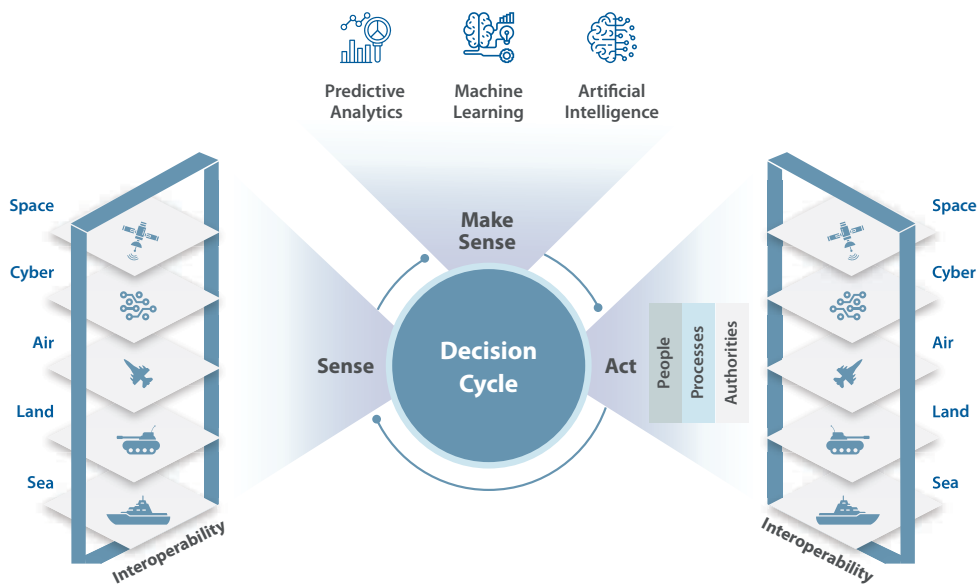 Predictive
Analytics
Machine
Learning
Artificial
Intelligence
Space
Cyber
Air
Land
Sea
Interoperability
Sense
Make
Sense
Decision
Cycle
Act
People
Processes
Authorities
Space
Cyber
Air
Land
Sea
Interoperability